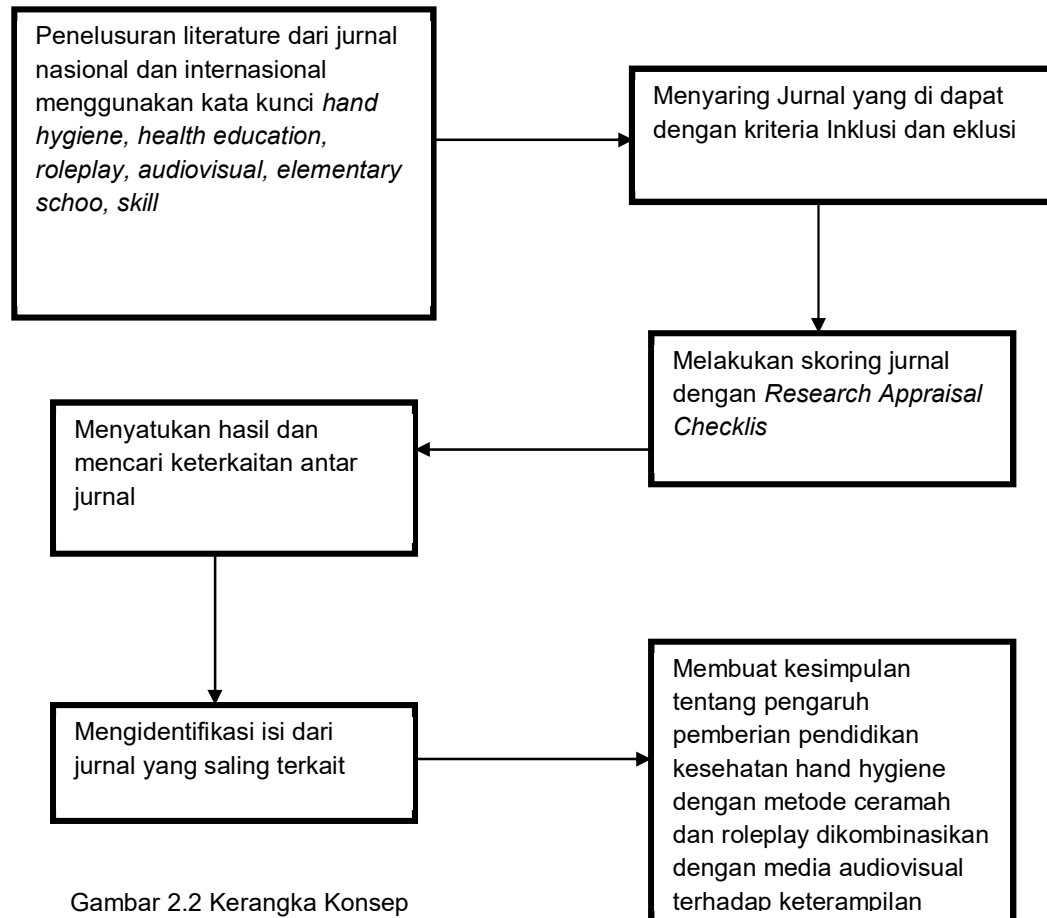 Penelusuran literature dari jurnal
nasional dan internasional
menggunakan kata kunci hand
hygiene, health education,
roleplay, audiovisual, elementary
schoo, skill
Menyaring Jurnal yang di dapat
dengan kriteria Inklusi dan eklusi
Melakukan skoring jurnal
dengan Research Appraisal
Checklis
Menyatukan hasil dan
mencari keterkaitan antar
jurnal
Mengidentifikasi isi dari
jurnal yang saling terkait
Membuat kesimpulan
tentang pengaruh
pemberian pendidikan
kesehatan hand hygiene
dengan metode ceramah
dan roleplay dikombinasikan
dengan media audiovisual
terhadap keterampilan
Gambar 2.2 Kerangka Konsep